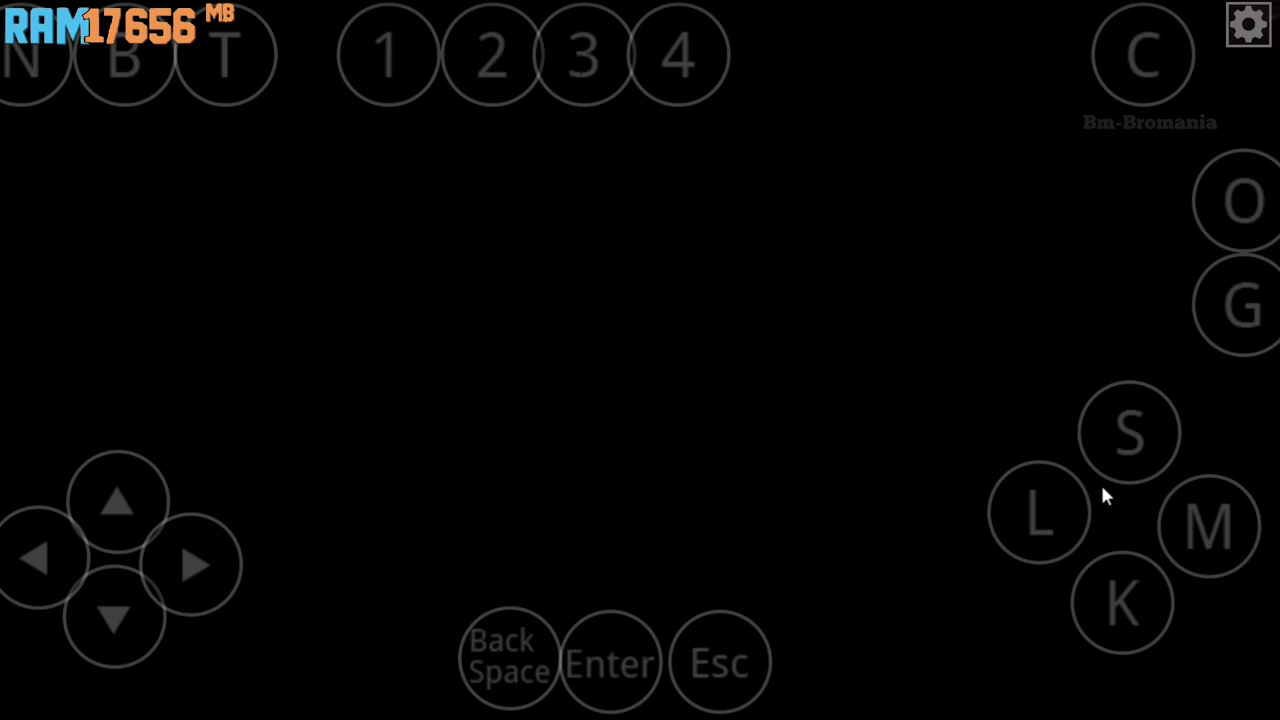 RAM17656 MB
N B T 1 2 3 4 C
Bm-Bromania
O
G
S
L M
K
Back
Space Enter Esc